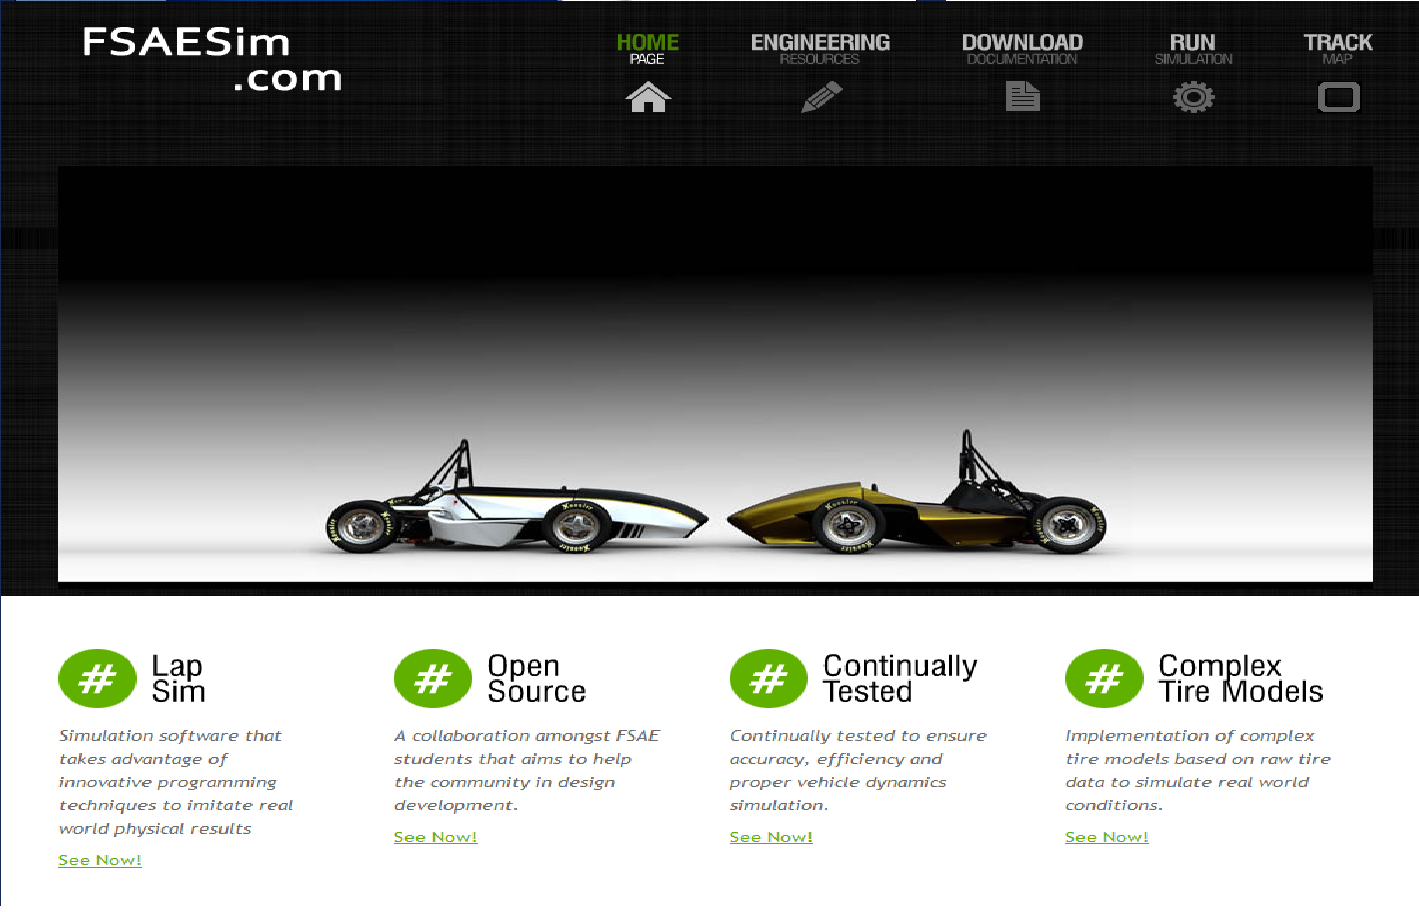 FSAESim
.com
HOME
PAGE
ENGINEERING
RESOURCES
DOWNLOAD
DOCUMENTATION
RUN
SIMULATION
TRACK
MAP
# Lap
Sim
Simulation software that
takes advantage of
innovative programming
techniques to imitate real
world physical results
See Now!
# Open
Source
A collaboration amongst FSAE
students that aims to help
the community in design
development.
See Now!
# Continually
Tested
Continually tested to ensure
accuracy, efficiency and
proper vehicle dynamics
simulation.
See Now!
# Complex
Tire Models
Implementation of complex
tire models based on raw tire
data to simulate real world
conditions.
See Now!